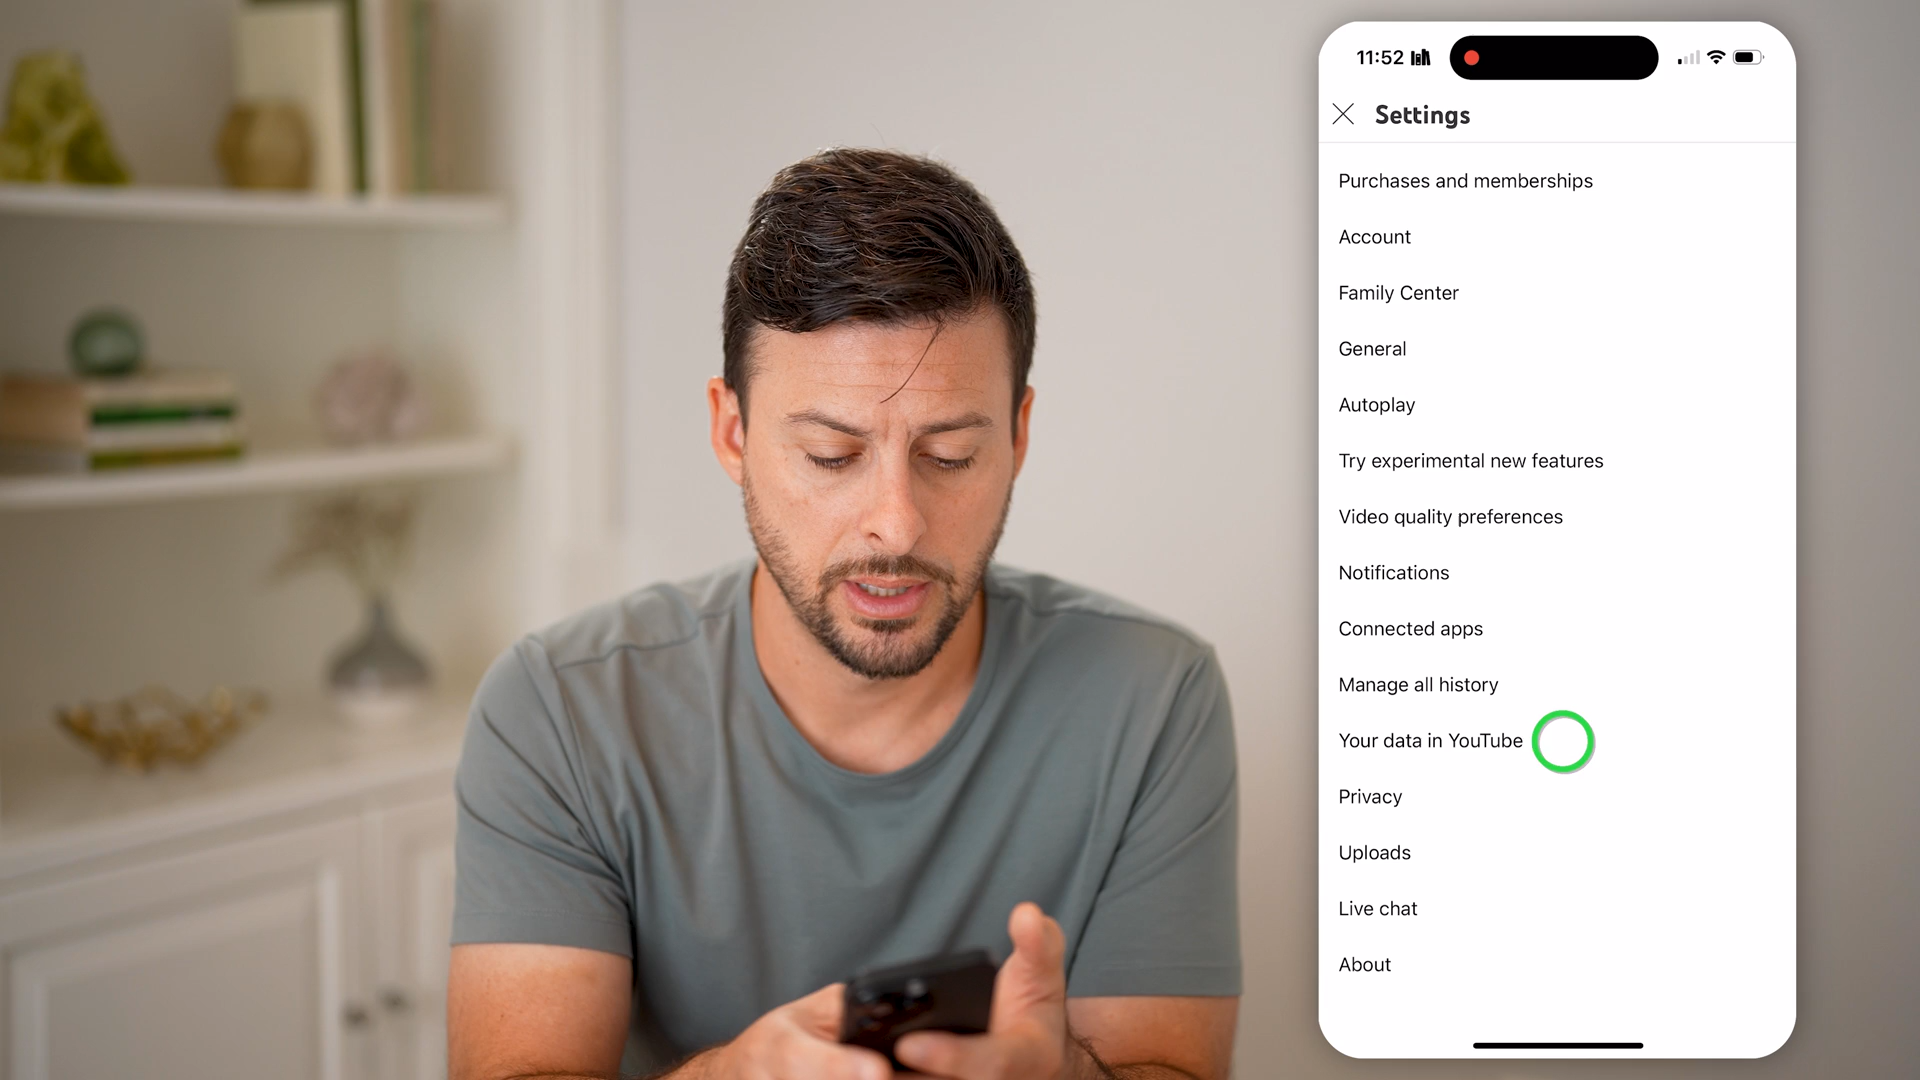 11:52
Settings
Purchases and memberships
Account
Family Center
General
Autoplay
Try experimental new features
Video quality preferences
Notifications
Connected apps
Manage all history
Your data in YouTube
Privacy
Uploads
Live chat
About